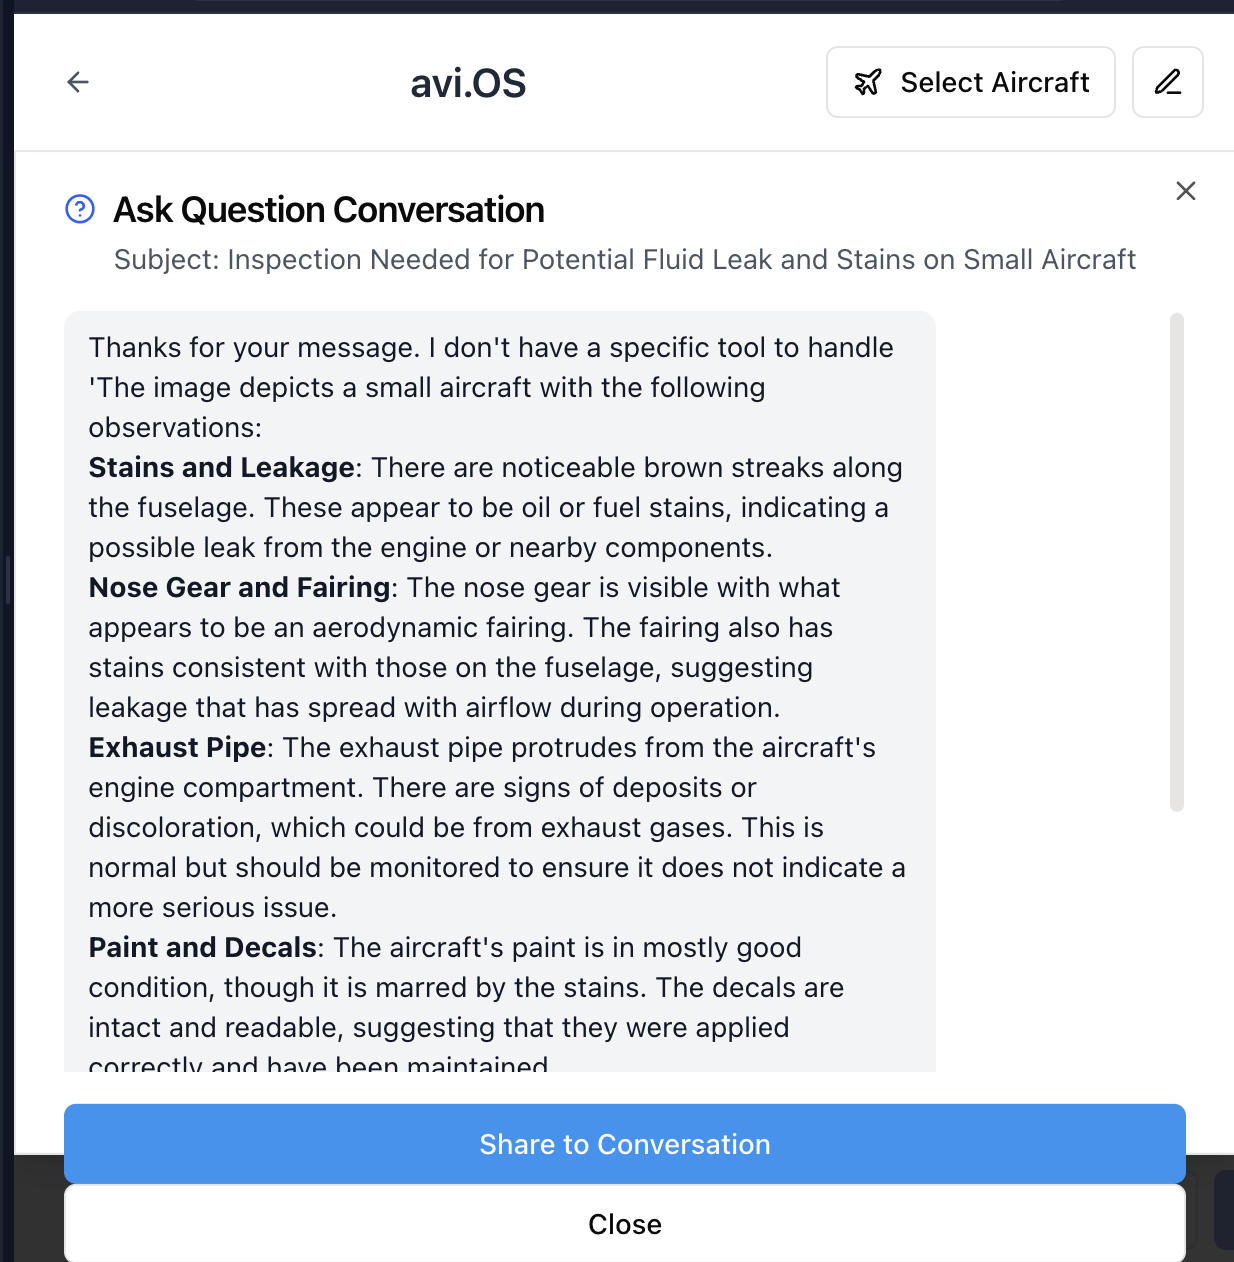 avi.OS
Select Aircraft
Ask Question Conversation
Subject: Inspection Needed for Potential Fluid Leak and Stains on Small Aircraft
Thanks for your message. I don't have a specific tool to handle
'The image depicts a small aircraft with the following
observations:
Stains and Leakage: There are noticeable brown streaks along
the fuselage. These appear to be oil or fuel stains, indicating a
possible leak from the engine or nearby components.
Nose Gear and Fairing: The nose gear is visible with what
appears to be an aerodynamic fairing. The fairing also has
stains consistent with those on the fuselage, suggesting
leakage that has spread with airflow during operation.
Exhaust Pipe: The exhaust pipe protrudes from the aircraft's
engine compartment. There are signs of deposits or
discoloration, which could be from exhaust gases. This is
normal but should be monitored to ensure it does not indicate a
more serious issue.
Paint and Decals: The aircraft's paint is in mostly good
condition, though it is marred by the stains. The decals are
intact and readable, suggesting that they were applied
correctly and have been maintained
Share to Conversation
Close